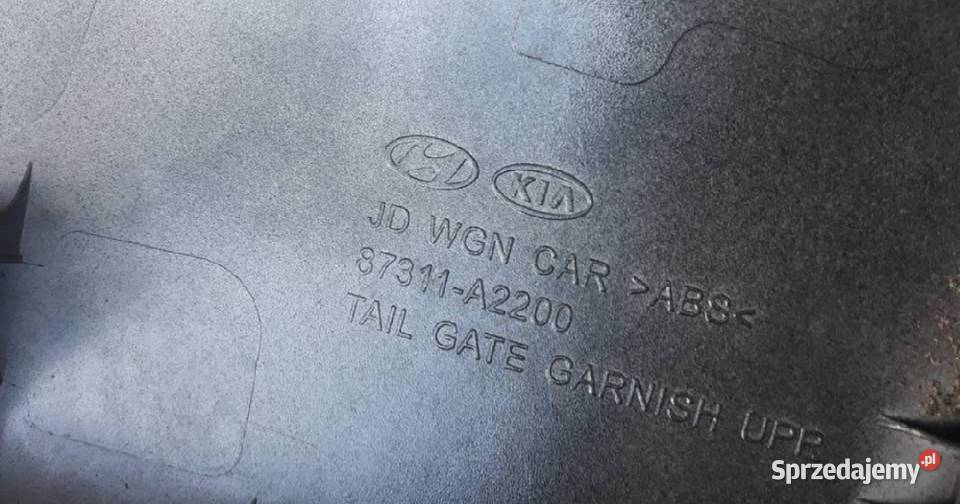 KIA
JD WGN CAR >ABS<
87311-A2200
TAIL GATE GARNISH UPR
Sprzedajemy.pl